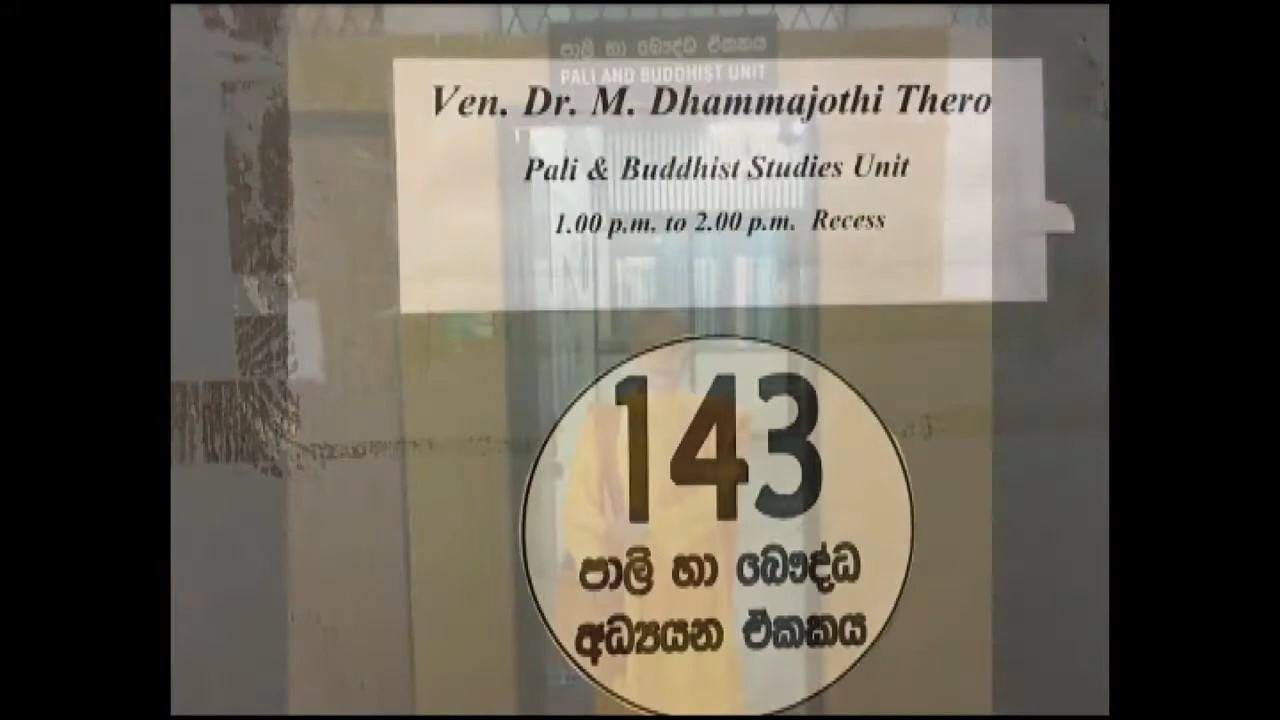 පාලි හා බෞද්ධ ඒකකය
PALI AND BUDDHIST UNIT
Ven. Dr. M. Dhammajothi Thero
Pali & Buddhist Studies Unit
1.00 p.m. to 2.00 p.m. Recess
143
පාලි හා බෞද්ධ
අධ්‍යයන ඒකකය